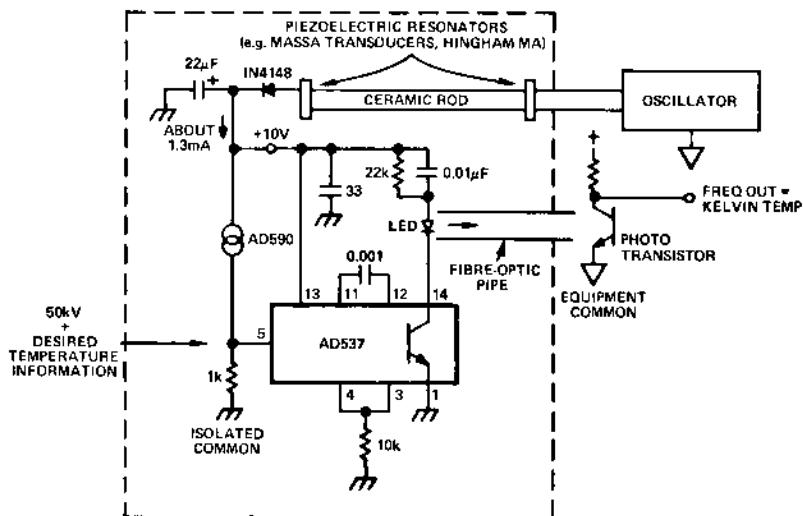 PIEZOELECTRIC RESONATORS
(e.g. MASSA TRANSOUCERS, HINGHAM MA)
22µF
+
IN4148
CERAMIC ROD
OSCILLATOR
ABOUT
1.3mA
+10V
22k
0.01µF
33
+
FREQ OUT =
KELVIN TEMP
LED
PHOTO
TRANSISTOR
AD590
FIBRE-OPTIC
PIPE
0.001
EQUIPMENT
COMMON
13
11
12
14
50kV
+
DESIRED
TEMPERATURE
INFORMATION
5
AD537
1k
4
3
1
ISOLATED
COMMON
10k